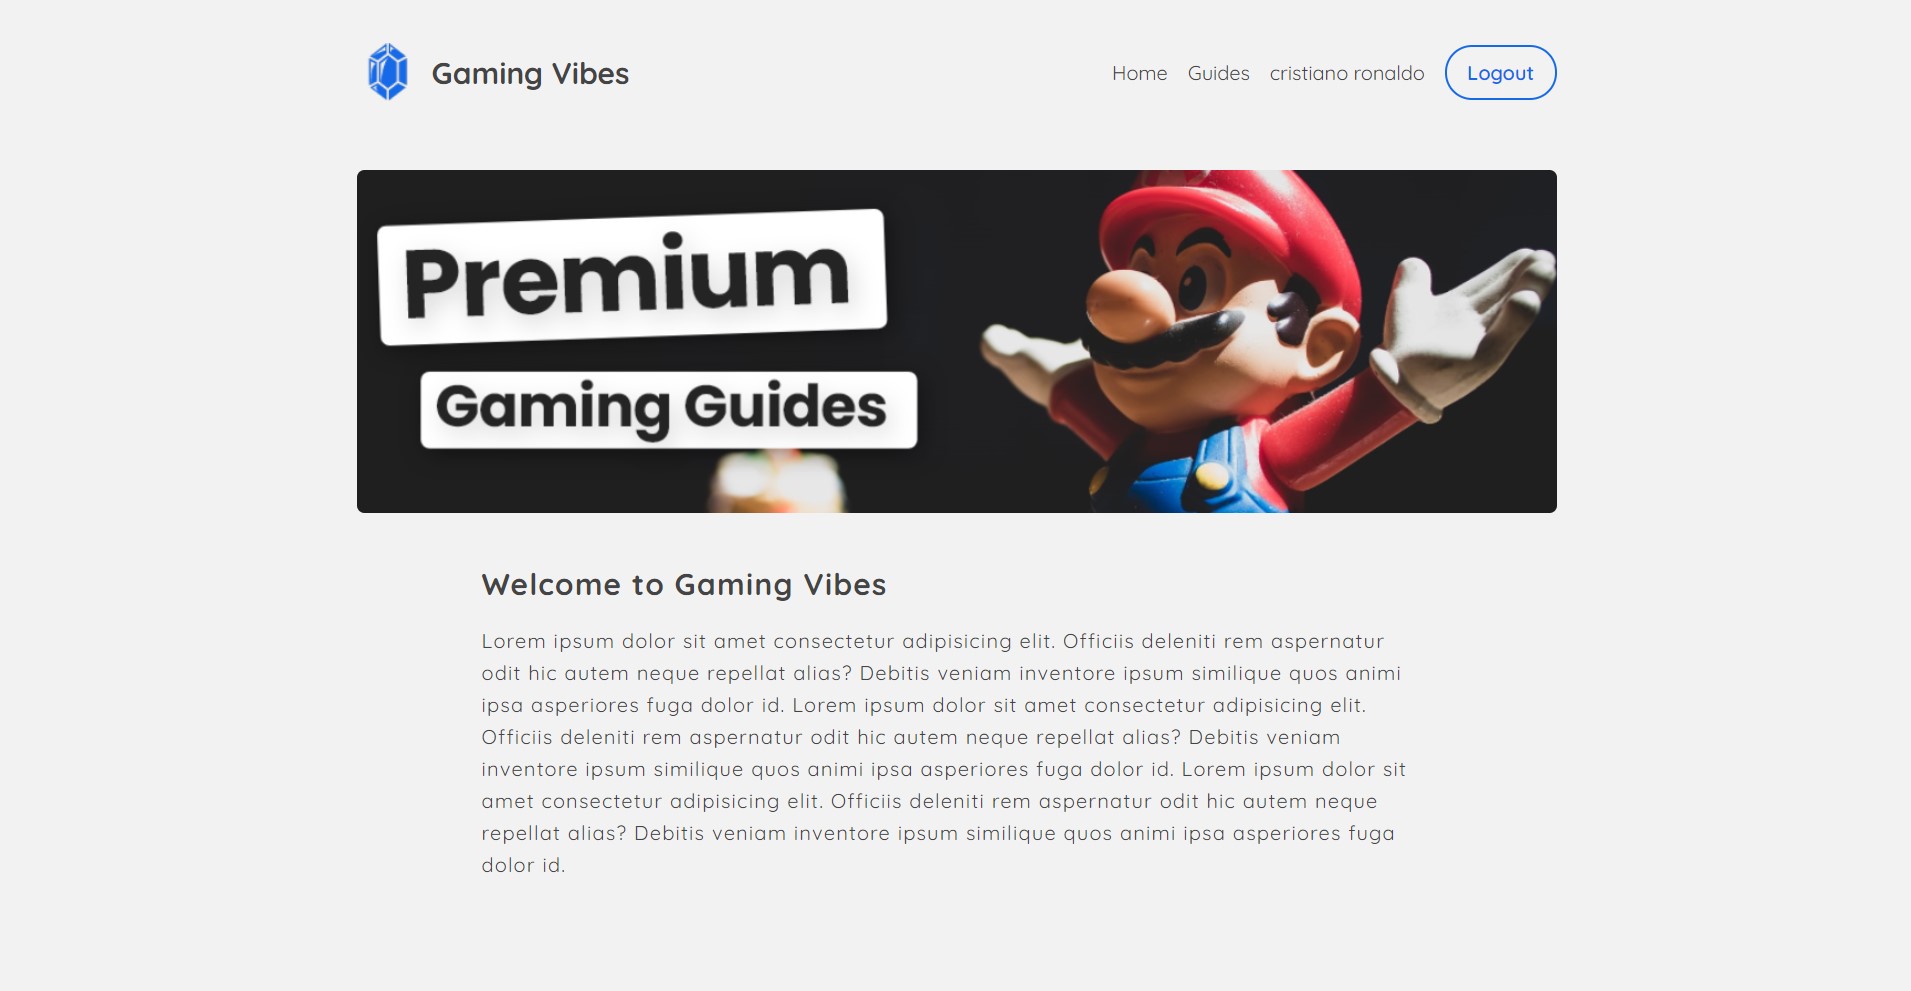 Gaming Vibes
Home Guides cristiano ronaldo Logout
Premium
Gaming Guides
Welcome to Gaming Vibes
Lorem ipsum dolor sit amet consectetur adipisicing elit. Officiis deleniti rem aspernatur
odit hic autem neque repellat alias? Debitis veniam inventore ipsum similique quos animi
ipsa asperiores fuga dolor id. Lorem ipsum dolor sit amet consectetur adipisicing elit.
Officiis deleniti rem aspernatur odit hic autem neque repellat alias? Debitis veniam
inventore ipsum similique quos animi ipsa asperiores fuga dolor id. Lorem ipsum dolor sit
amet consectetur adipisicing elit. Officiis deleniti rem aspernatur odit hic autem neque
repellat alias? Debitis veniam inventore ipsum similique quos animi ipsa asperiores fuga
dolor id.